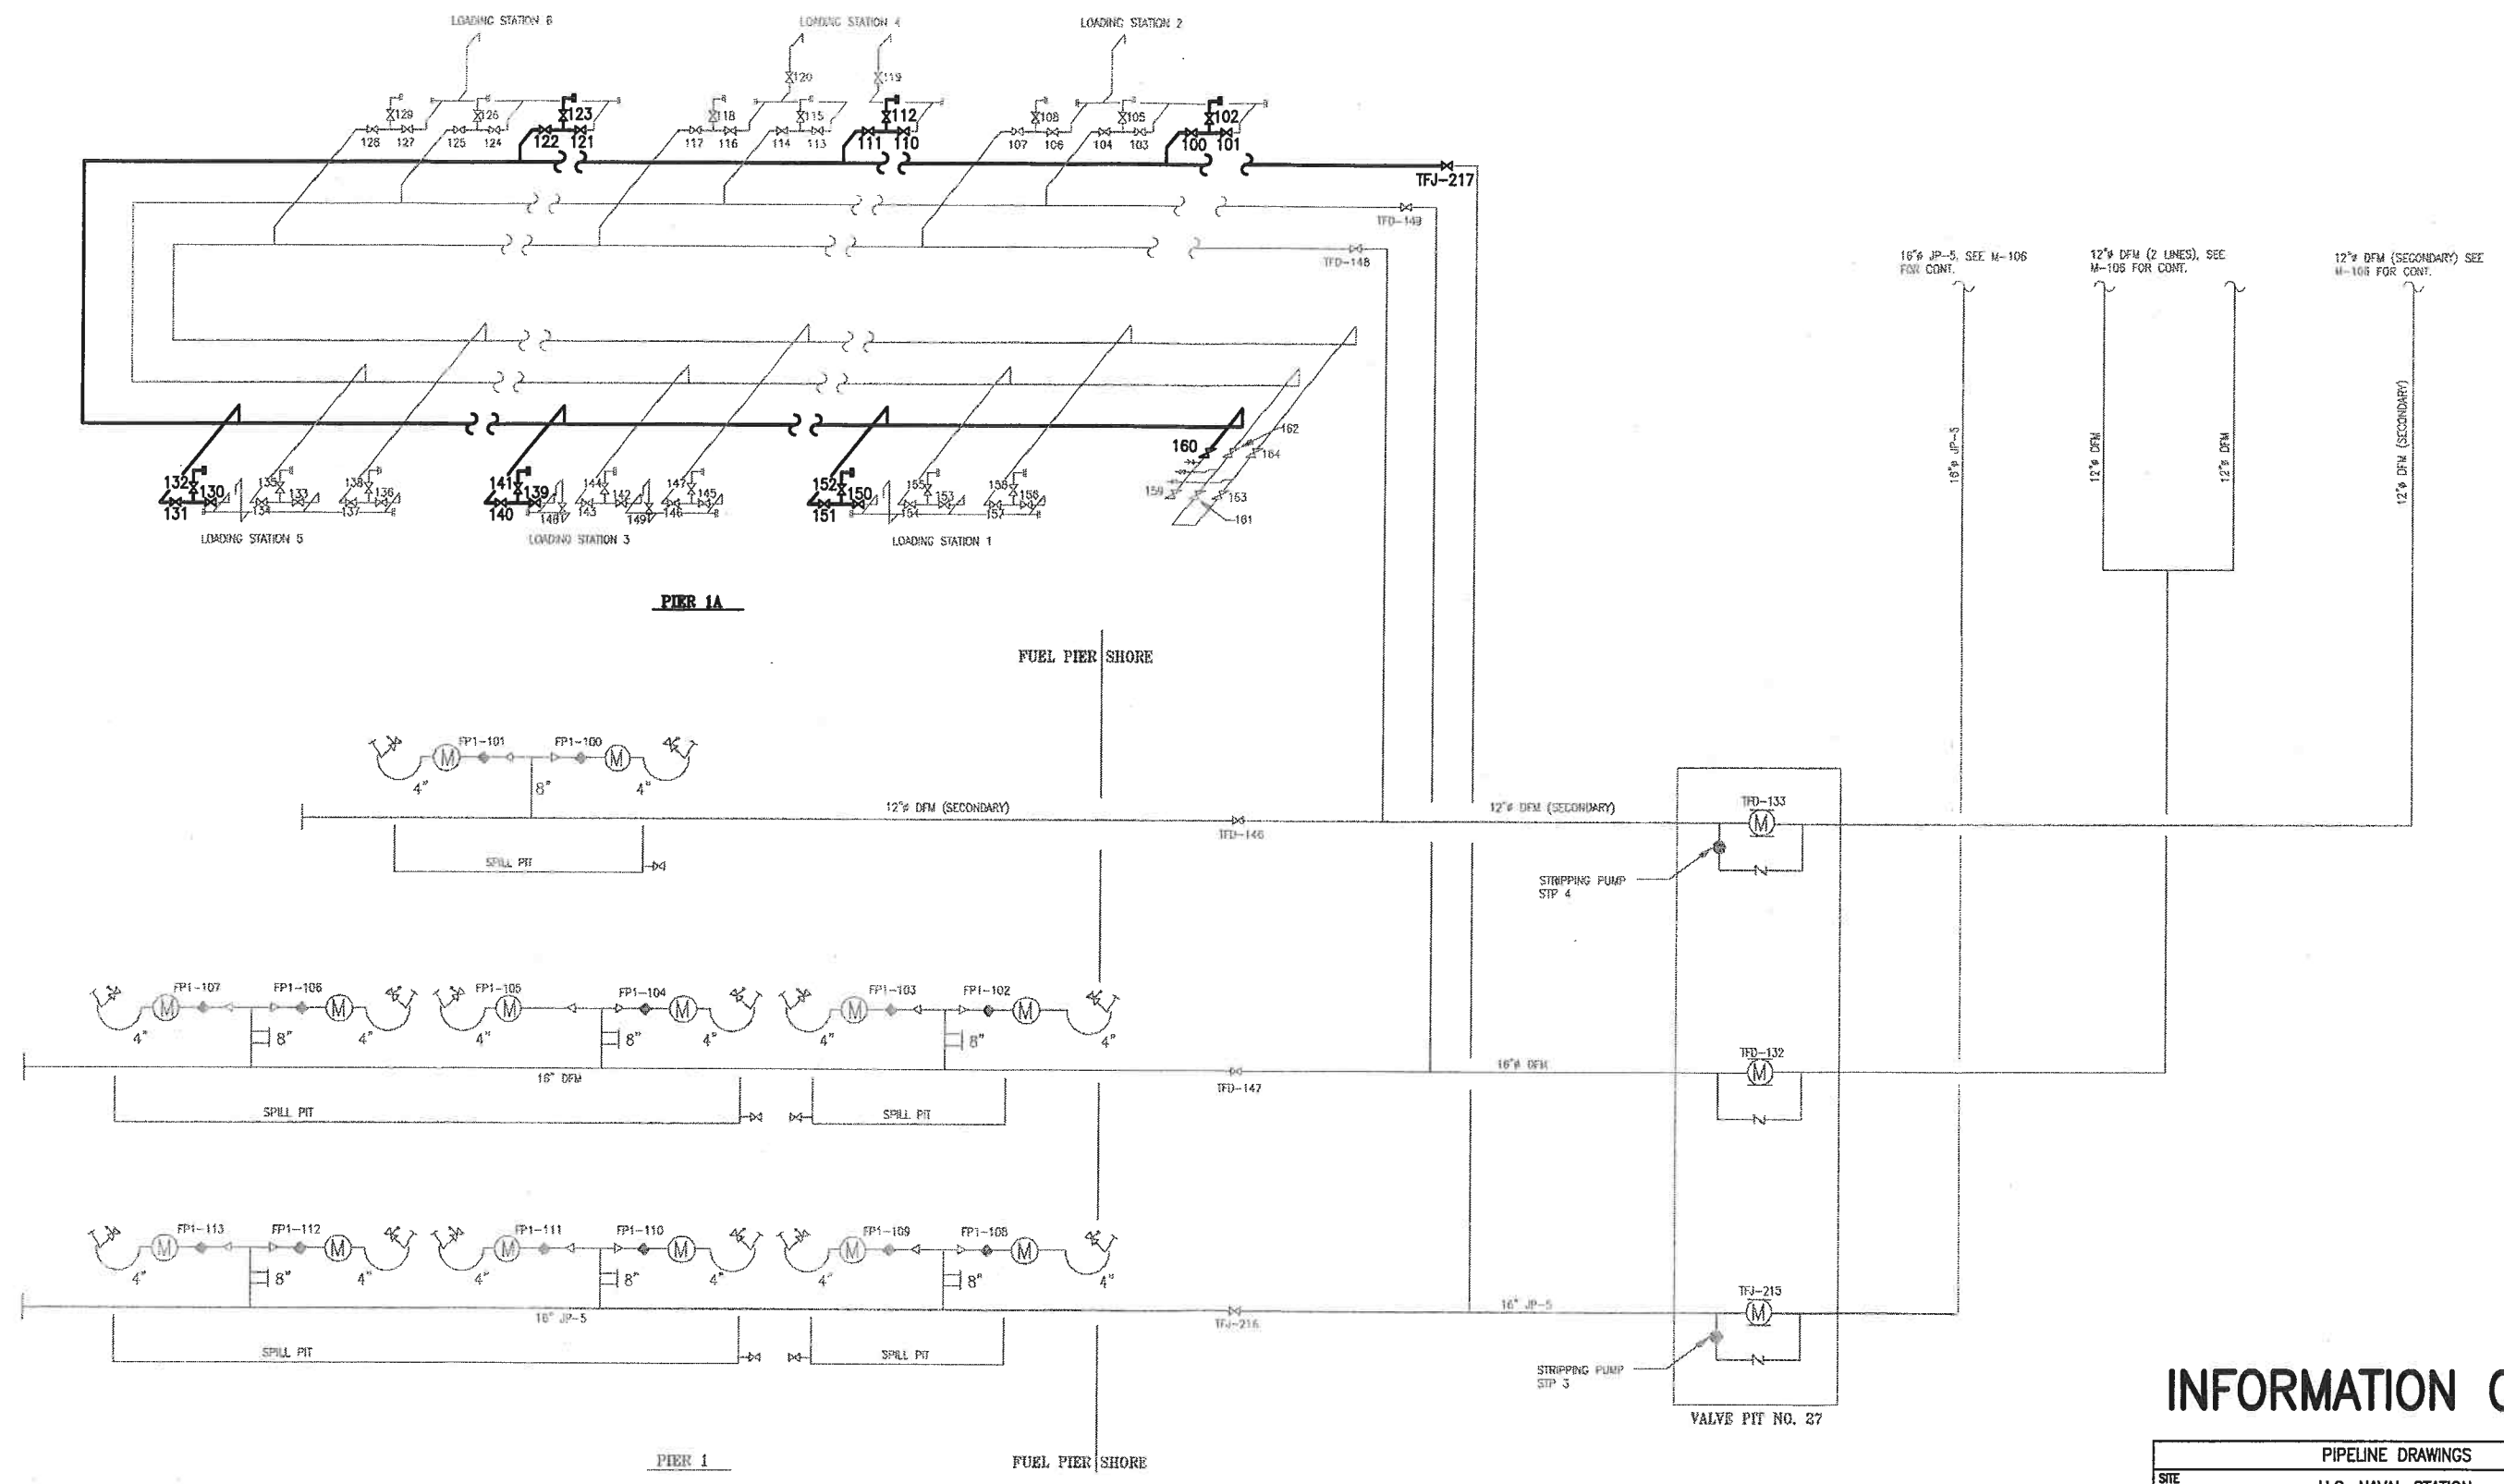 LOADING STATION 6
LOADING STATION 4
LOADING STATION 2
120
119
129
126
123
118
115
112
108
105
102
128
127
125
124
122
121
117
116
114
113
111
110
107
106
104
103
100
101
TFJ-217
TFD-149
TFD-148
16"ø JP-5, SEE M-106
FOR CONT.
12"ø DFM (2 LINES), SEE
M-106 FOR CONT.
12"ø DFM (SECONDARY) SEE
M-106 FOR CONT.
16"ø JP-5
12"ø DFM
12"ø DFM
12"ø DFM (SECONDARY)
160
162
164
132
130
135
133
138
136
141
139
144
142
147
145
152
150
155
153
158
156
159
163
131
134
137
140
148
143
149
146
151
154
157
161
LOADING STATION 5
LOADING STATION 3
LOADING STATION 1
PIER 1A
FUEL PIER SHORE
FP1-101
FP1-100
M
M
4"
8"
4"
12"ø DFM (SECONDARY)
12"ø DFM (SECONDARY)
TFD-146
TFD-133
M
SPILL PIT
STRIPPING PUMP
STP 4
FP1-107
FP1-106
FP1-105
FP1-104
FP1-103
FP1-102
M
M
M
M
M
M
4"
8"
4"
4"
8"
4"
4"
8"
4"
16" DFM
TFD-147
16"ø DFM
TFD-132
M
SPILL PIT
SPILL PIT
FP1-113
FP1-112
FP1-111
FP1-110
FP1-109
FP1-108
M
M
M
M
M
M
4"
8"
4"
4"
8"
4"
4"
8"
4"
16" JP-5
TFJ-216
16" JP-5
TFJ-215
M
SPILL PIT
SPILL PIT
STRIPPING PUMP
STP 3
VALVE PIT NO. 27
PIER 1
FUEL PIER SHORE
INFORMATION
PIPELINE DRAWINGS
SITE
U.S. NAVAL STATION